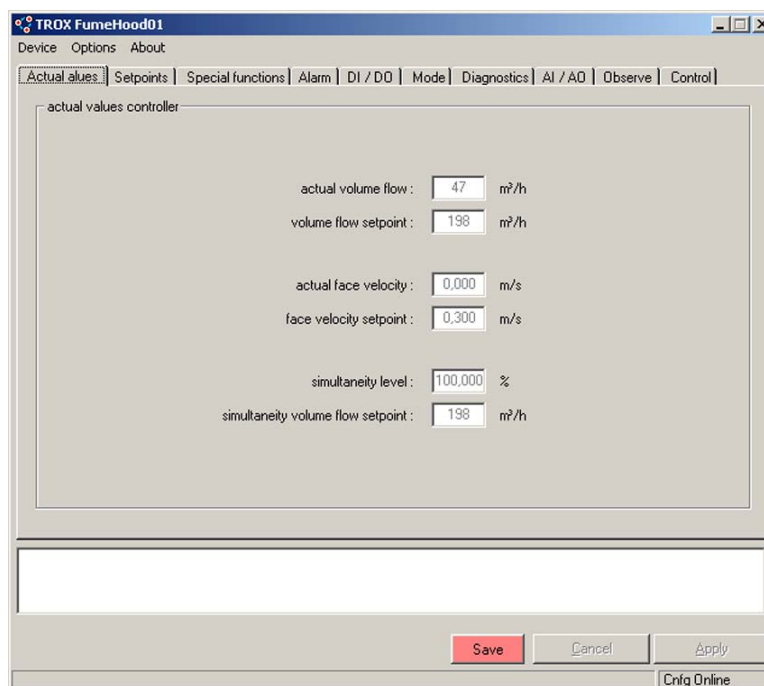 TROX FumeHood01
Device Options About
Actual alues Setpoints Special functions Alarm DI / DO Mode Diagnostics AI / AO Observe Control
actual values controller
actual volume flow : 47 m³/h
volume flow setpoint : 198 m³/h
actual face velocity : 0,000 m/s
face velocity setpoint : 0,300 m/s
simultaneity level : 100,000 %
simultaneity volume flow setpoint : 198 m³/h
Save Cancel Apply
Cnfg Online